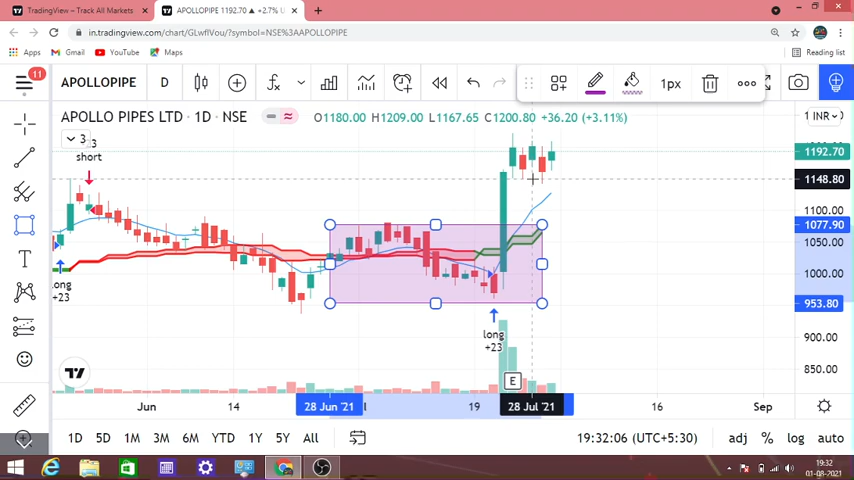 TradingView — Track All Markets
APOLLOPIPE 1192.70 ▲ +2.7% U
in.tradingview.com/chart/GLwflVou/?symbol=NSE%3AAPOLLOPIPE
Apps
Gmail
YouTube
Maps
Reading list
11
APOLLOPIPE
D
1px
APOLLO PIPES LTD · 1D · NSE
O1180.00 H1209.00 L1167.65 C1200.80 +36.20 (+3.11%)
INR
3
short
1192.70
1148.80
1100.00
1077.90
1050.00
1000.00
953.80
900.00
850.00
long
+23
long
+23
E
Jun
14
28 Jun '21
19
28 Jul '21
16
Sep
1D
5D
1M
3M
6M
YTD
1Y
5Y
All
19:32:06 (UTC+5:30)
adj
%
log
auto
19:32
01-08-2021